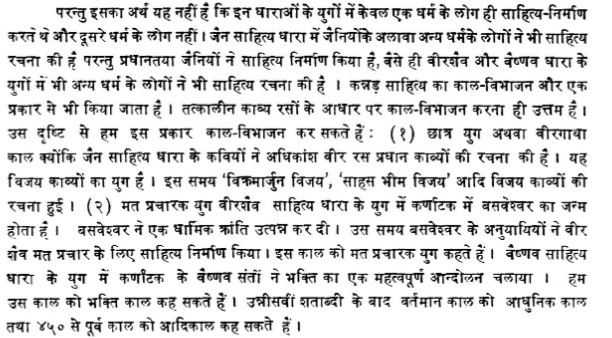 परन्तु इसका अर्थ यह नहीं है कि इन धाराओं के युगों में केवल एक धर्म के लोग ही साहित्य-निर्माण
करते थे और दूसरे धर्म के लोग नहीं। जैन साहित्य धारा में जैनियोंके अलावा अन्य धर्मके लोगोंने भी साहित्य
रचना की है परन्तु प्रधानतया जैनियों ने साहित्य निर्माण किया है, वैसे ही वीरशैव और वैष्णव धारा के
युगों में भी अन्य धर्म के लोगों ने भी साहित्य रचना की है । कन्नड़ साहित्य का काल-विभाजन और एक
प्रकार से भी किया जाता है । तत्कालीन काव्य रसों के आधार पर काल-विभाजन करना ही उत्तम है।
उस दृष्टि से हम इस प्रकार काल-विभाजन कर सकते हैं : (१) छात्र युग अथवा वीरगाथा
काल क्योंकि जैन साहित्य धारा के कवियों ने अधिकांश वीर रस प्रधान काव्यों की रचना की है । यह
विजय काव्यों का युग है । इस समय 'विक्रमार्जुन विजय', 'साहस भीम विजय' आदि विजय काव्यों की
रचना हुई । (२) मत प्रचारक युग वीरशैव साहित्य धारा के युग में कर्णाटक में बसवेश्वर का जन्म
होता है । बसवेश्वर ने एक धार्मिक क्रांति उत्पन्न कर दी । उस समय बसवेश्वर के अनुयायियों ने वीर
शैव मत प्रचार के लिए साहित्य निर्माण किया। इस काल को मत प्रचारक युग कहते हैं । वैष्णव साहित्य
धारा के युग में कर्णाटक के वैष्णव संतों ने भक्ति का एक महत्वपूर्ण आन्दोलन चलाया । हम
उस काल को भक्ति काल कह सकते हैं । उन्नीसवीं शताब्दी के बाद वर्तमान काल को आधुनिक काल
तथा ४५० से पूर्व काल को आदिकाल कह सकते हैं ।